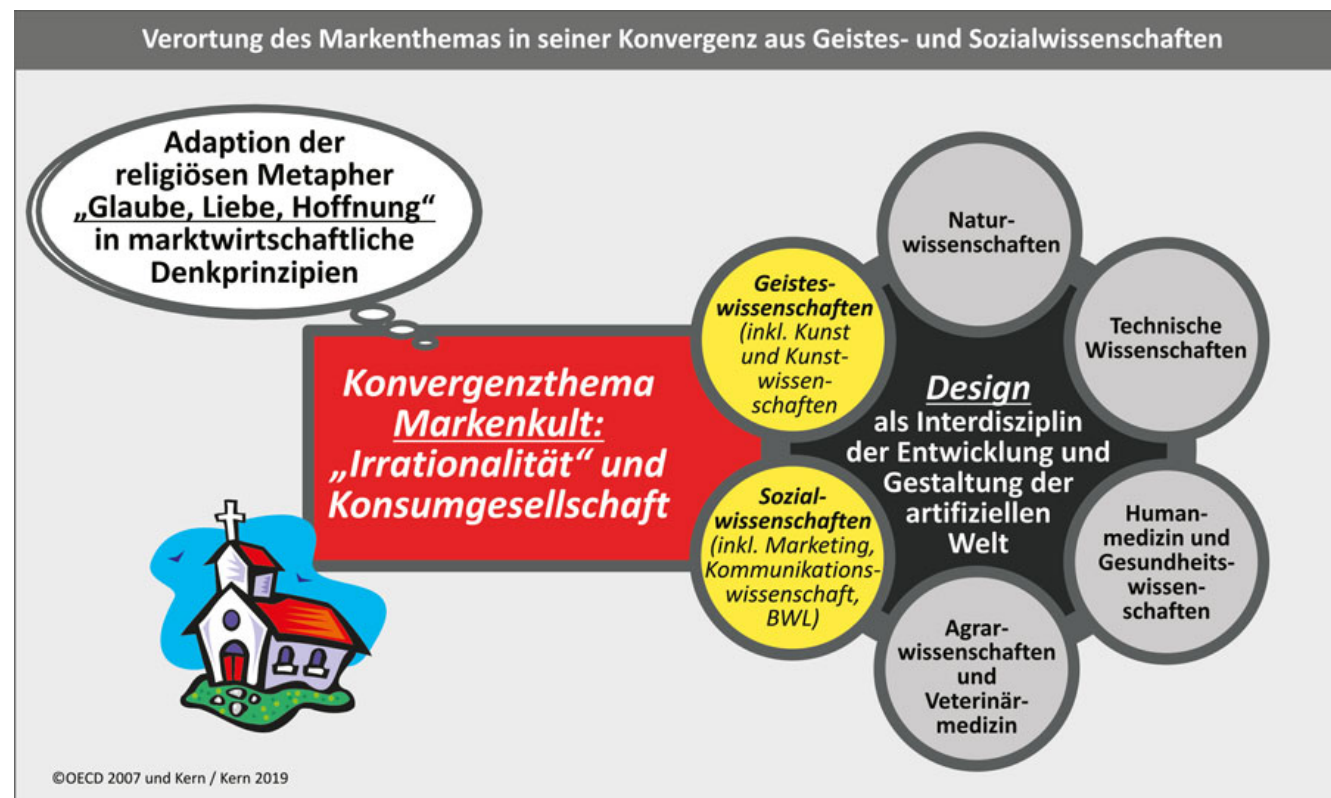 Verortung des Markenthemas in seiner Konvergenz aus Geistes- und Sozialwissenschaften
Adaption der
religiösen Metapher
„Glaube, Liebe, Hoffnung“
in marktwirtschaftliche
Denkprinzipien
Konvergenzthema
Markenkult:
„Irrationalität“ und
Konsumgesellschaft
Geistes-
wissenschaften
(inkl. Kunst
und Kunst-
wissen-
schaften
Sozial-
wissenschaften
(inkl. Marketing,
Kommunikations-
wissenschaft,
BWL)
Natur-
wissenschaften
Technische
Wissenschaften
Design
als Interdisziplin
der Entwicklung und
Gestaltung der
artifiziellen
Welt
Human-
medizin und
Gesundheits-
wissen-
schaften
Agrar-
wissenschaften
und
Veterinär-
medizin
©OECD 2007 und Kern / Kern 2019